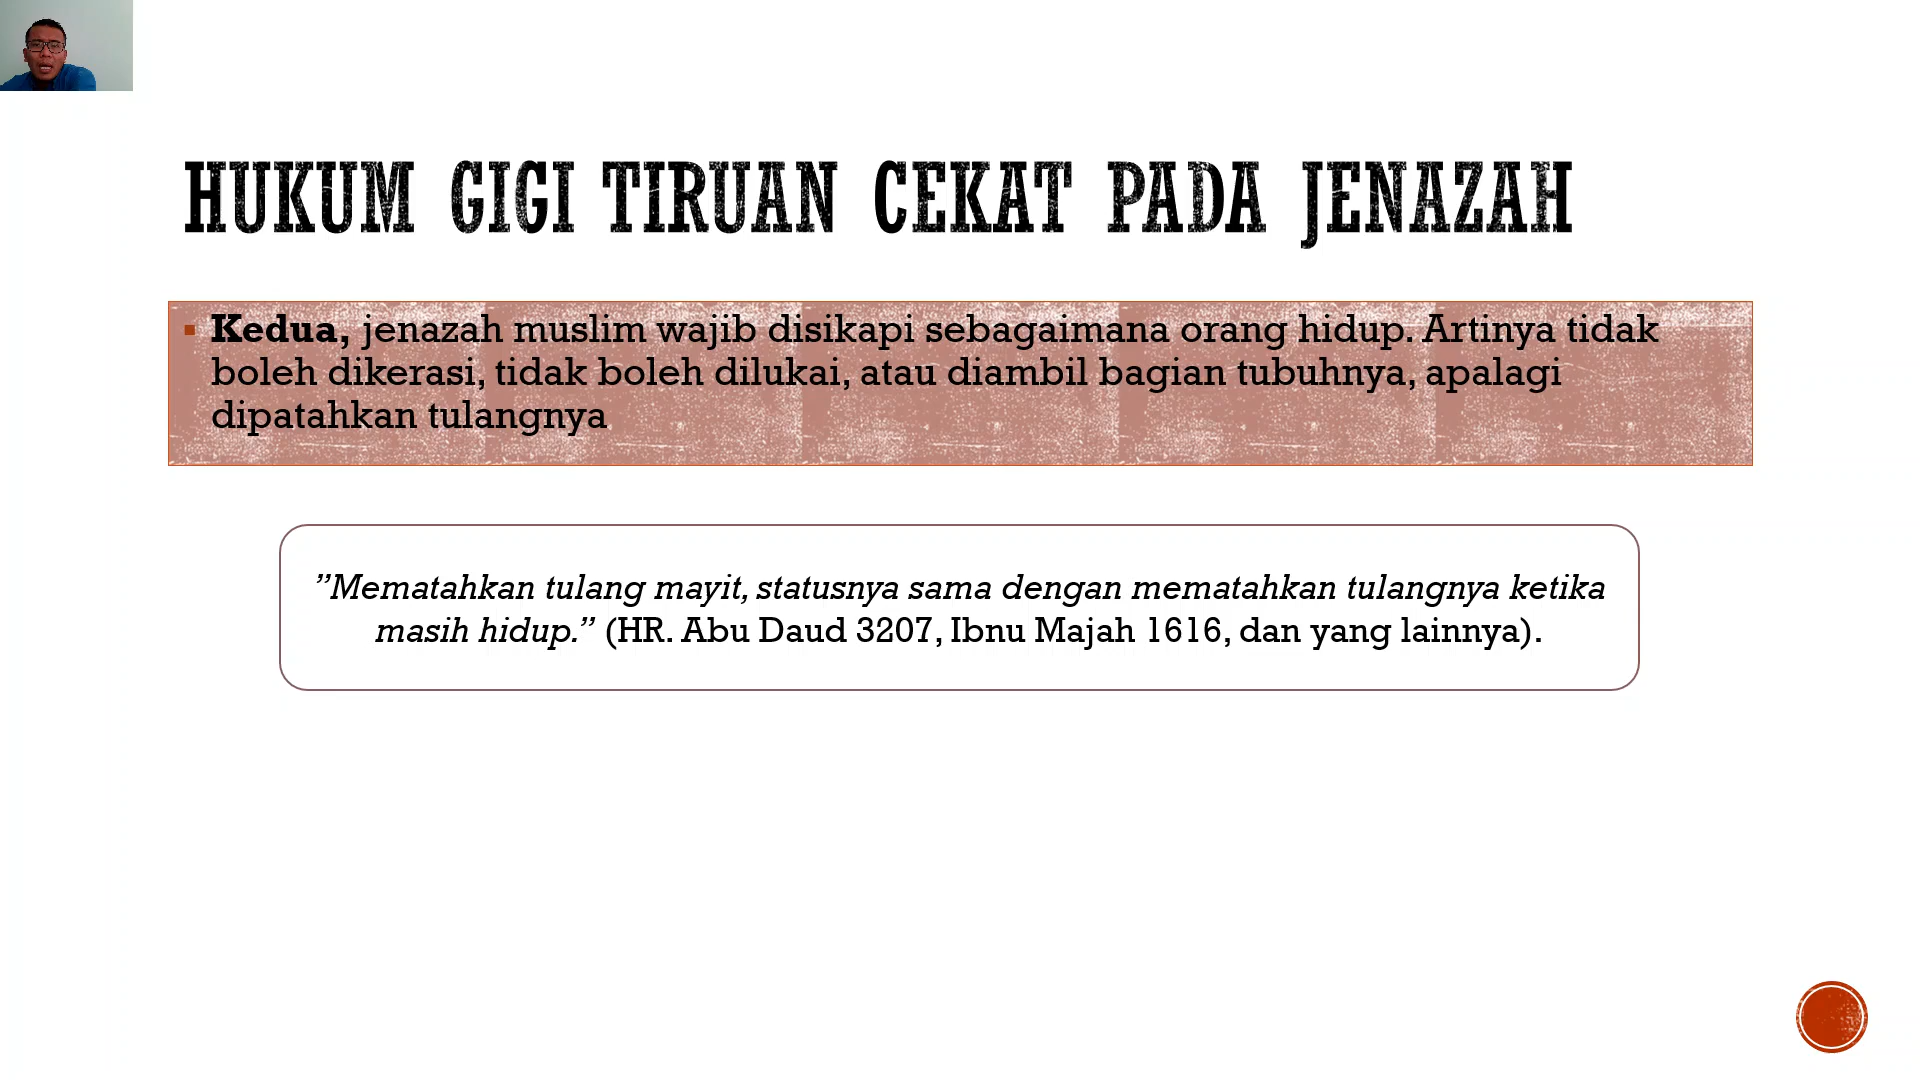 HUKUM GIGI TIRUAN CEKAT PADA JENAZAH
Kedua, jenazah muslim wajib disikapi sebagaimana orang hidup. Artinya tidak
boleh dikerasi, tidak boleh dilukai, atau diambil bagian tubuhnya, apalagi
dipatahkan tulangnya
”Mematahkan tulang mayit, statusnya sama dengan mematahkan tulangnya ketika
masih hidup.” (HR. Abu Daud 3207, Ibnu Majah 1616, dan yang lainnya).